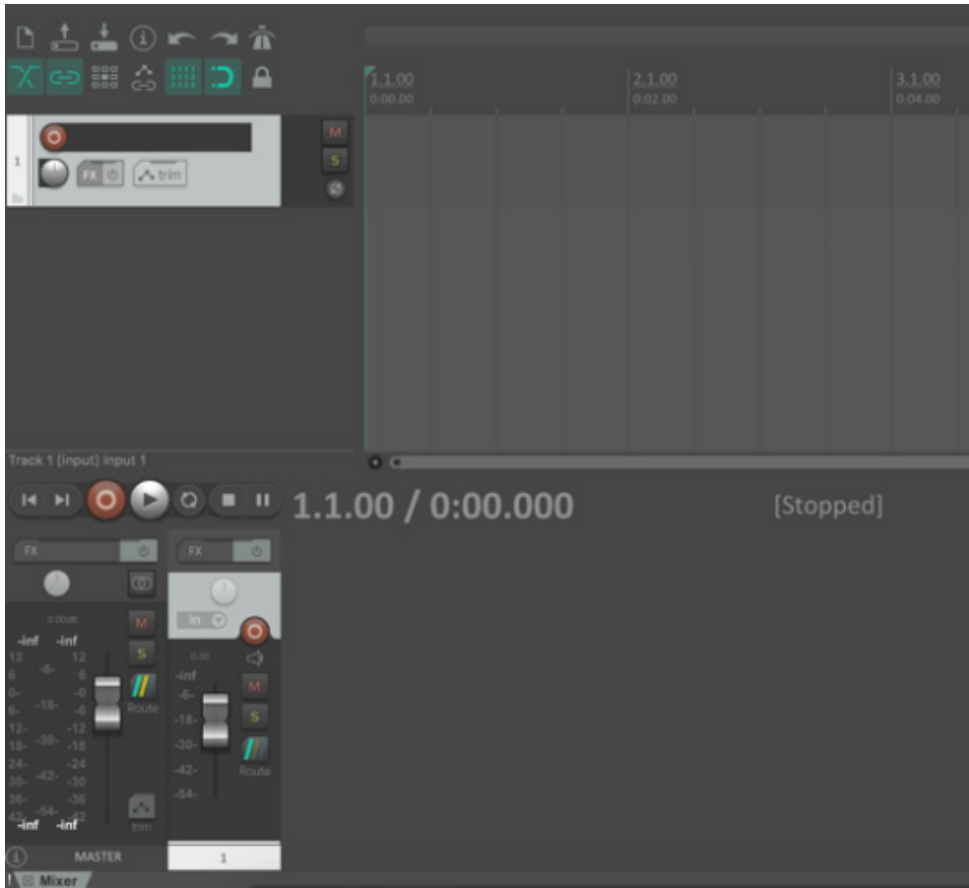 1.1.00 2.1.00 3.1.00
0:00.00 0:02.00 0:04.00
M
1 FX trim S
Track 1 [input] Input 1
1.1.00 / 0:00.000 [Stopped]
FX FX
in
0.00dB M
-inf -inf
12 12 S 0.00
6 -6- 6 -inf
0- -0 -6- M
6- -18- -6 Route
12- -12 -18- S
18- -30- -18 -30-
24- -24
30- -42- -30 -42- Route
36- -36 -54-
42- -54- -42
-inf -inf trim
MASTER 1
Mixer